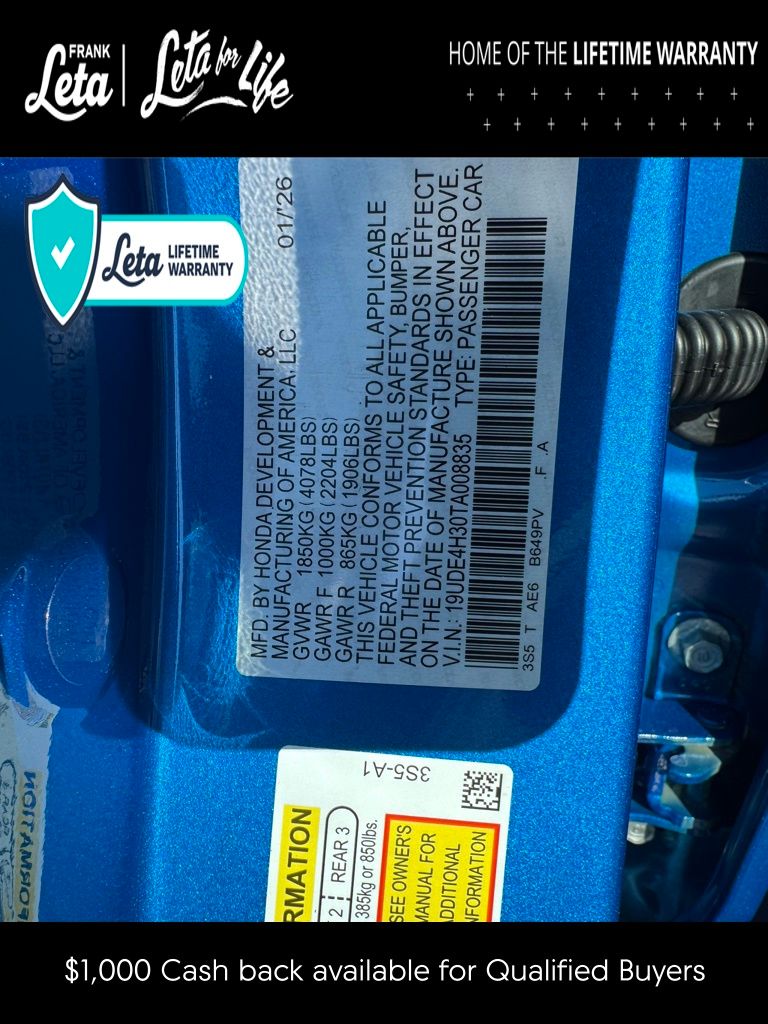 FRANK
Leta
Leta for Life
HOME OF THE LIFETIME WARRANTY
Leta LIFETIME
WARRANTY
MFD. BY HONDA DEVELOPMENT &
MANUFACTURING OF AMERICA, LLC 01/'26
GVWR 1850KG (4078LBS)
GAWR F 1000KG (2204LBS)
GAWR R 865KG (1906LBS)
THIS VEHICLE CONFORMS TO ALL APPLICABLE
FEDERAL MOTOR VEHICLE SAFETY, BUMPER,
AND THEFT PREVENTION STANDARDS IN EFFECT
ON THE DATE OF MANUFACTURE SHOWN ABOVE.
V.I.N.: 19UDE4H30TA008835 TYPE: PASSENGER CAR
3S5 T AE6 B649PV .F .A
3S5-A1
RMATION
2 REAR 3
385kg or 850lbs.
SEE OWNER'S
MANUAL FOR
ADDITIONAL
INFORMATION
$1,000 Cash back available for Qualified Buyers